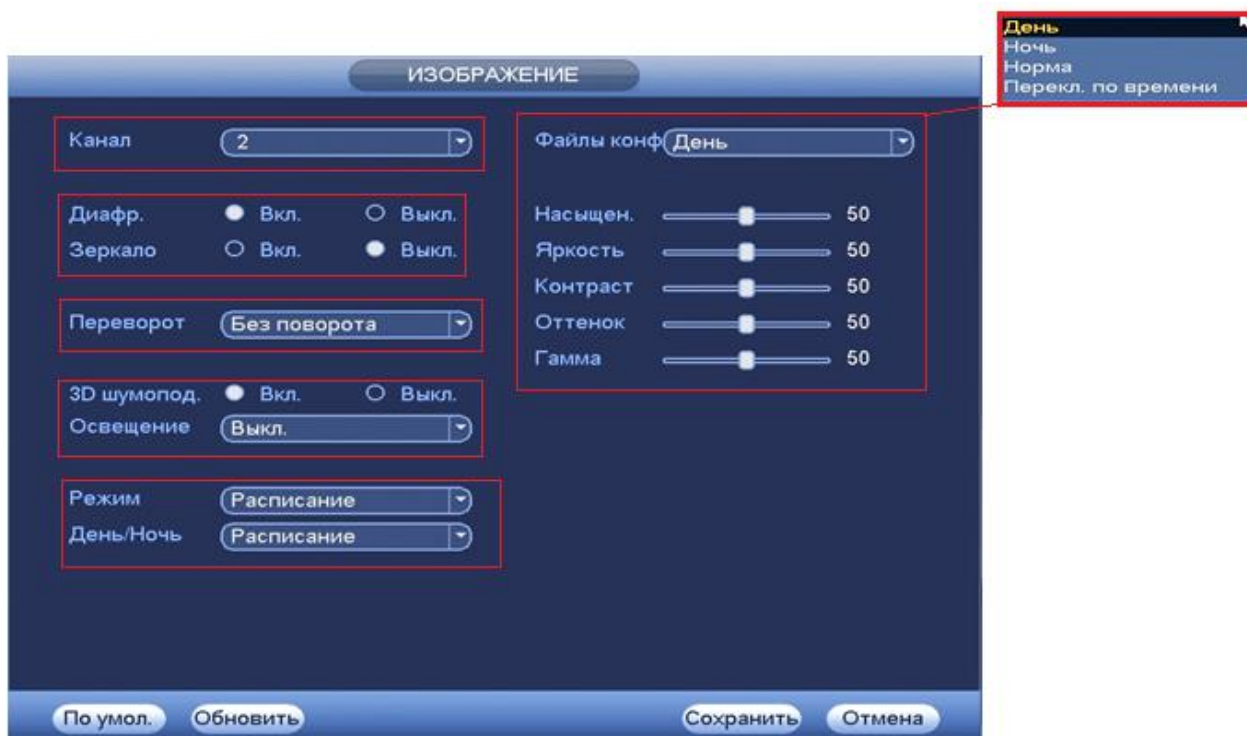 День
Ночь
Норма
Перекл. по времени
ИЗОБРАЖЕНИЕ
Канал 2
Диафр. Вкл. Выкл.
Зеркало Вкл. Выкл.
Переворот Без поворота
3D шумопод. Вкл. Выкл.
Освещение Выкл.
Режим Расписание
День/Ночь Расписание
Файлы конф День
Насыщен. 50
Яркость 50
Контраст 50
Оттенок 50
Гамма 50
По умол. Обновить Сохранить Отмена